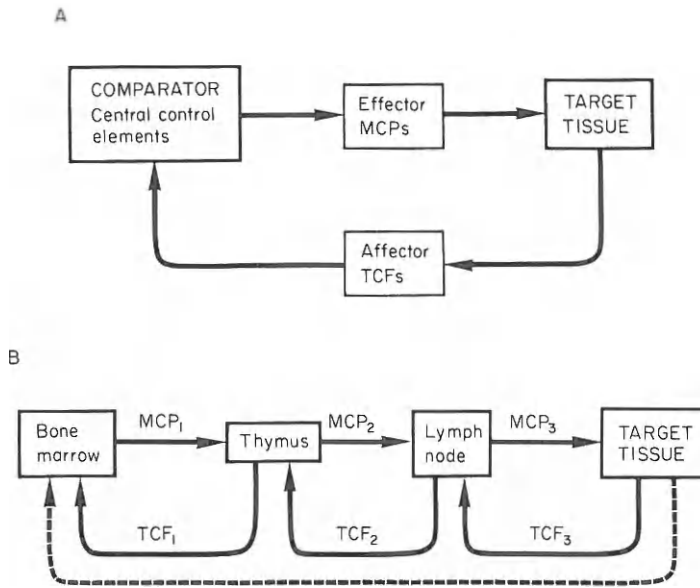 A
COMPARATOR
Central control
elements
Effector
MCPs
TARGET
TISSUE
Affector
TCFs
B
Bone
marrow
MCP₁
Thymus
MCP₂
Lymph
node
MCP₃
TARGET
TISSUE
TCF₁
TCF₂
TCF₃